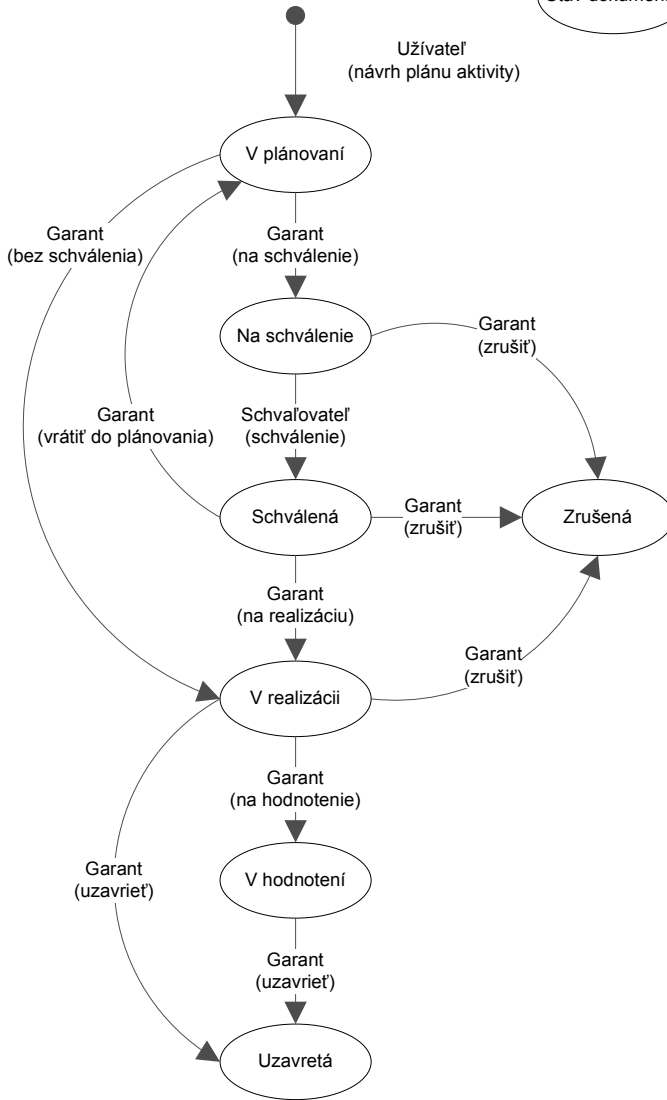 Užívateľ
(návrh plánu aktivity)
V plánovaní
Garant
(bez schválenia)
Garant
(na schválenie)
Na schválenie
Garant
(zrušiť)
Garant
(vrátiť do plánovania)
Schvaľovateľ
(schválenie)
Schválená
Garant
(zrušiť)
Zrušená
Garant
(na realizáciu)
Garant
(zrušiť)
V realizácii
Garant
(na hodnotenie)
Garant
(uzavrieť)
V hodnotení
Garant
(uzavrieť)
Uzavretá